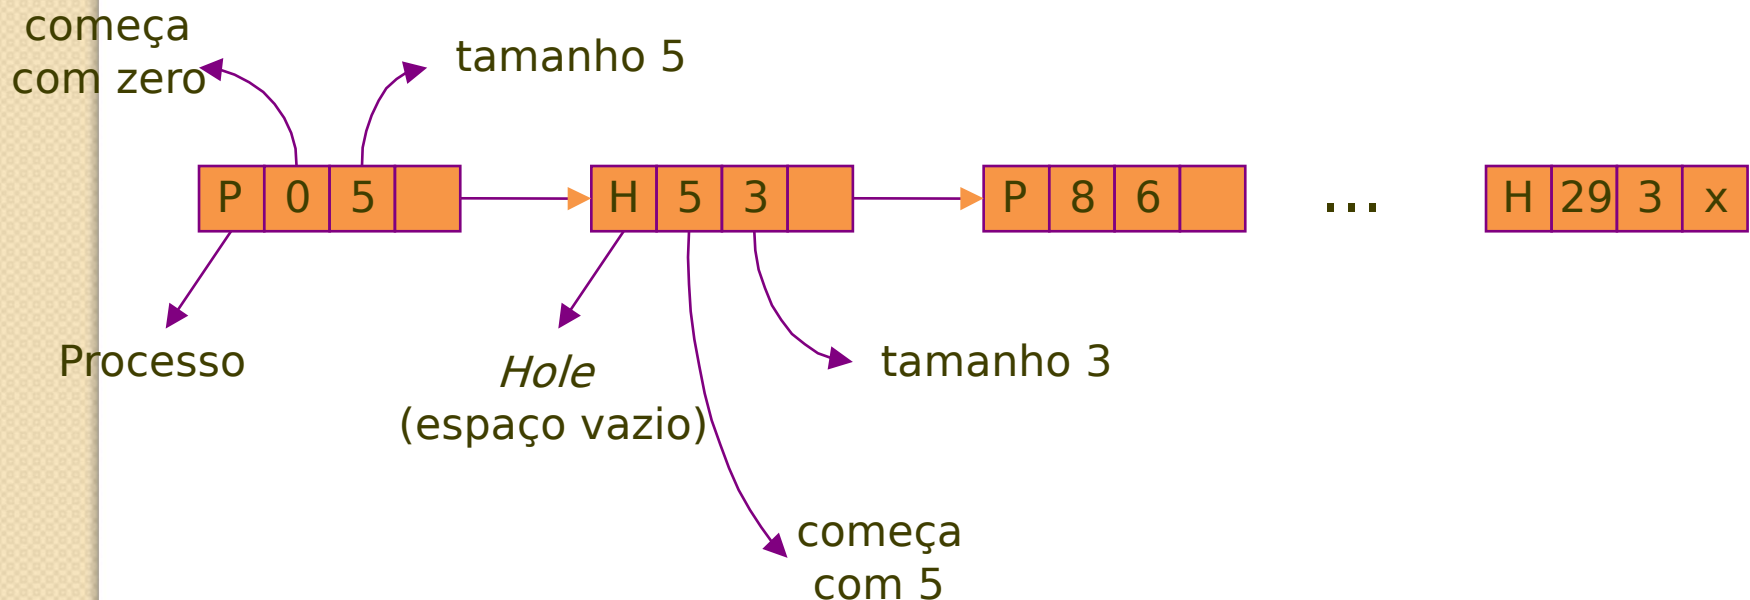 começa
com zero
tamanho 5
P 0 5
H 5 3
P 8 6
...
H 29 3 x
Processo
Hole
(espaço vazio)
tamanho 3
começa
com 5